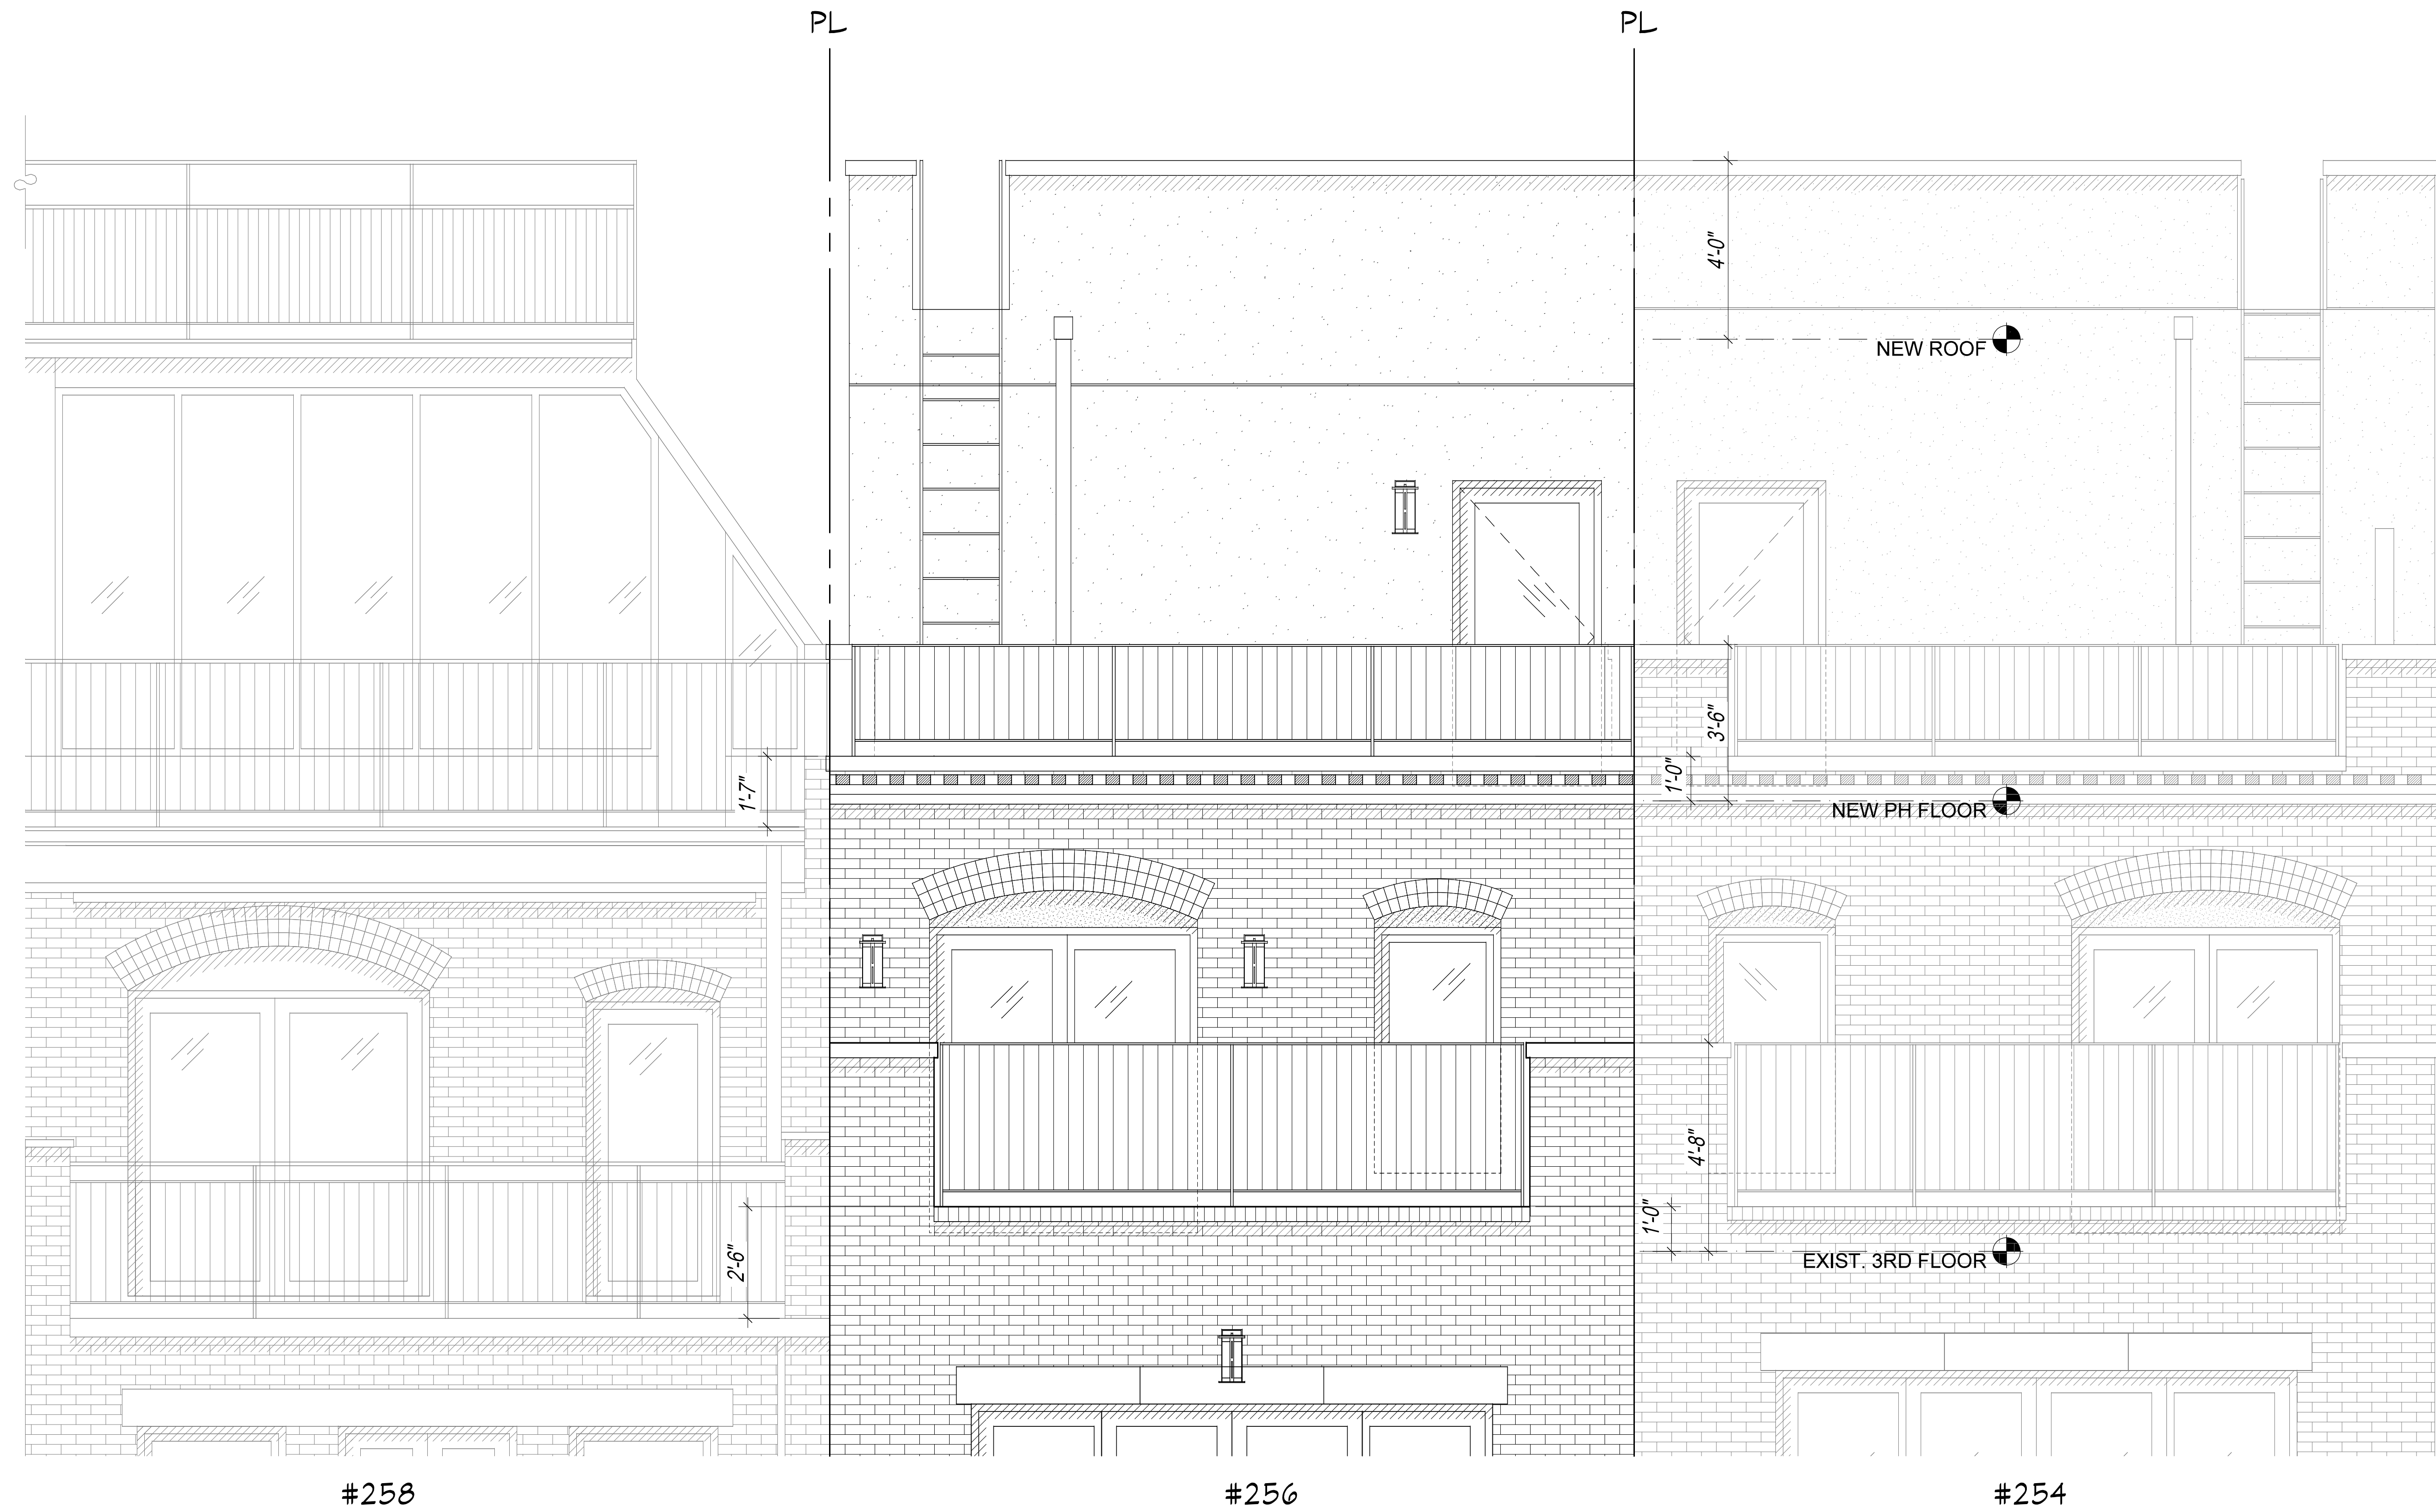 PL
PL
4'-0"
NEW ROOF
3'-6"
1'-0"
1'-7"
NEW PH FLOOR
4'-8"
1'-0"
2'-6"
EXIST. 3RD FLOOR
#258
#256
#254